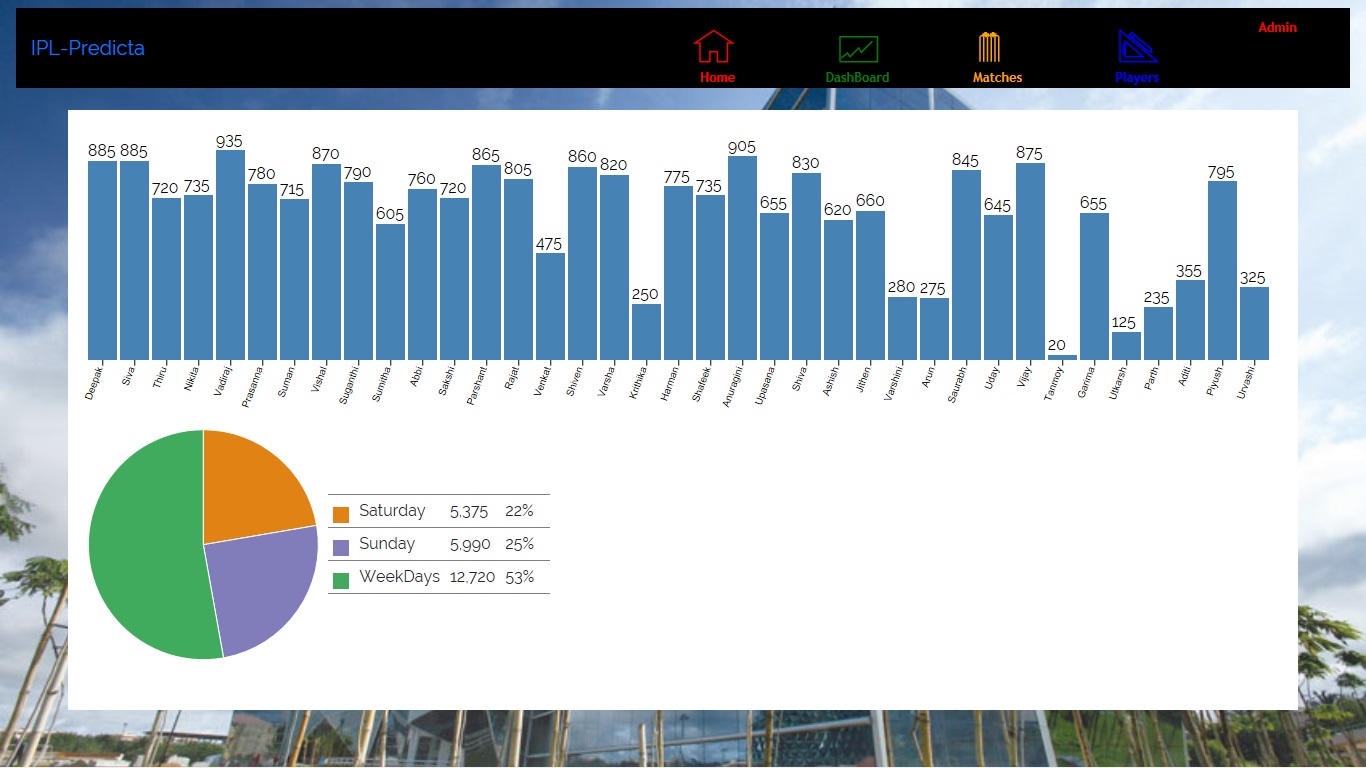 IPL-Predicta
Admin
Home DashBoard Matches Players
885 885 720 735 935 780 715 870 790 605 760 720 865 805 475 860 820 250 775 735 905 655 830 620 660 280 275 845 645 875 20 655 125 235 355 795 325
Deepak Siva Thiru Nikita Vadiraj Prasanna Suman Vishal Suganthi Sumitha Abbi Sakshi Parshant Rajat Venkat Shiven Varsha Krithika Harman Shafeek Anuragini Upasana Shiva Ashish Jithen Varshini Arun Saurabh Uday Vijay Tanmoy Garima Utkarsh Parth Aditi Piyush Urvashi
Saturday 5,375 22%
Sunday 5,990 25%
WeekDays 12,720 53%